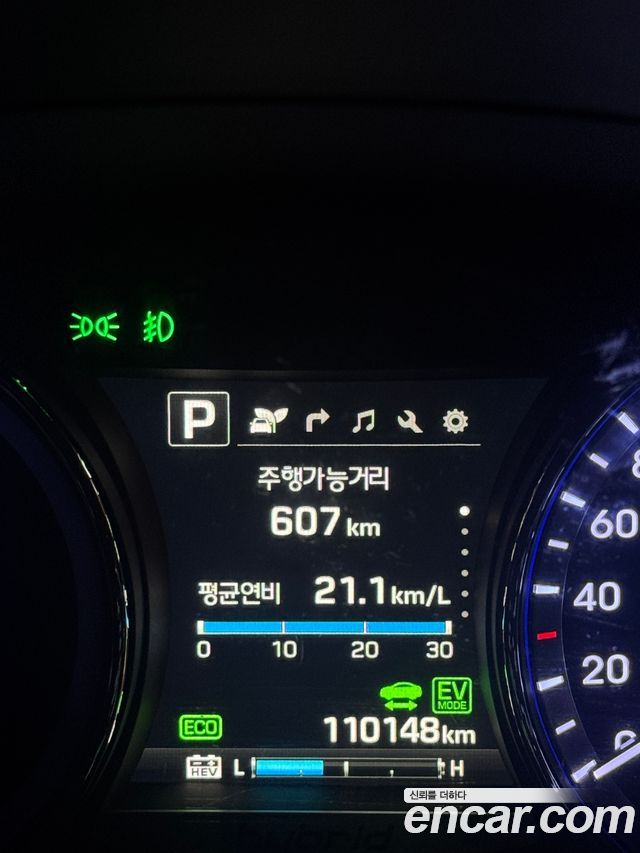 P
주행가능거리
607 km
평균연비 21.1 km/L
0 10 20 30
EV
MODE
ECO
110148 km
HEV L H
60
40
20
0
신뢰를 더하다
encar.com